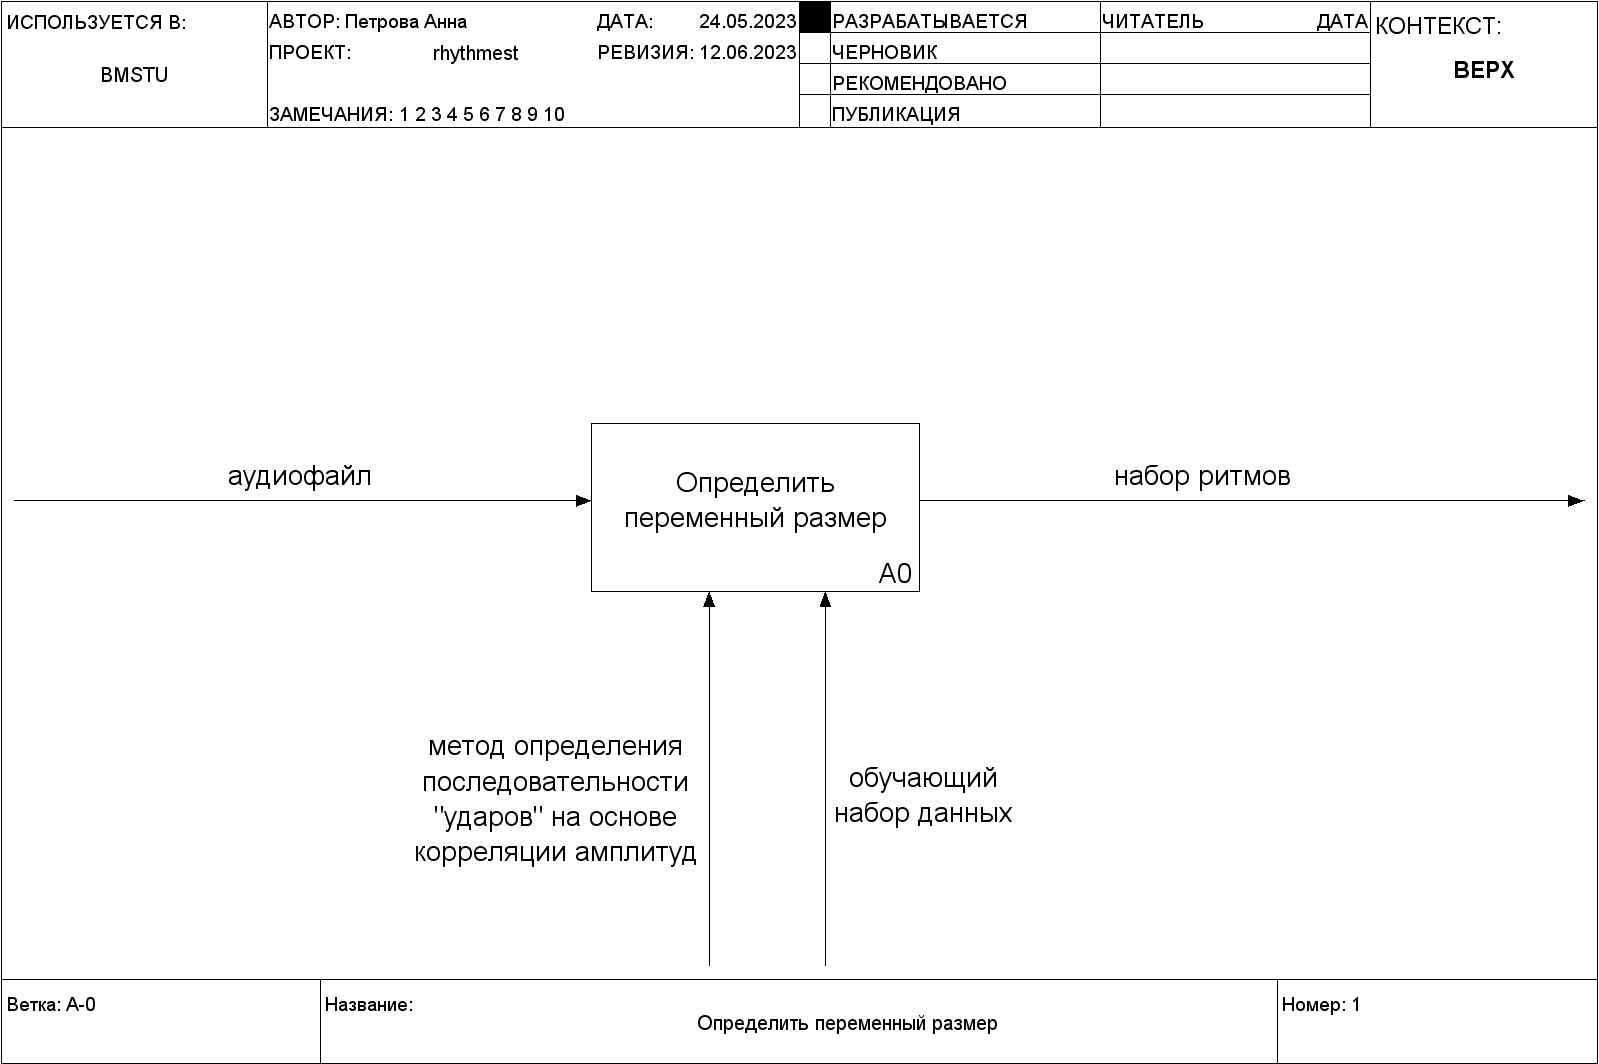 ИСПОЛЬЗУЕТСЯ В:
BMSTU
АВТОР: Петрова Анна
ДАТА: 24.05.2023
ПРОЕКТ: rhythmest
РЕВИЗИЯ: 12.06.2023
ЗАМЕЧАНИЯ: 1 2 3 4 5 6 7 8 9 10
РАЗРАБАТЫВАЕТСЯ
ЧЕРНОВИК
РЕКОМЕНДОВАНО
ПУБЛИКАЦИЯ
ЧИТАТЕЛЬ ДАТА
КОНТЕКСТ:
ВЕРХ
аудиофайл
Определить
переменный размер
A0
набор ритмов
метод определения
последовательности
"ударов" на основе
корреляции амплитуд
обучающий
набор данных
Ветка: A-0
Название:
Определить переменный размер
Номер: 1